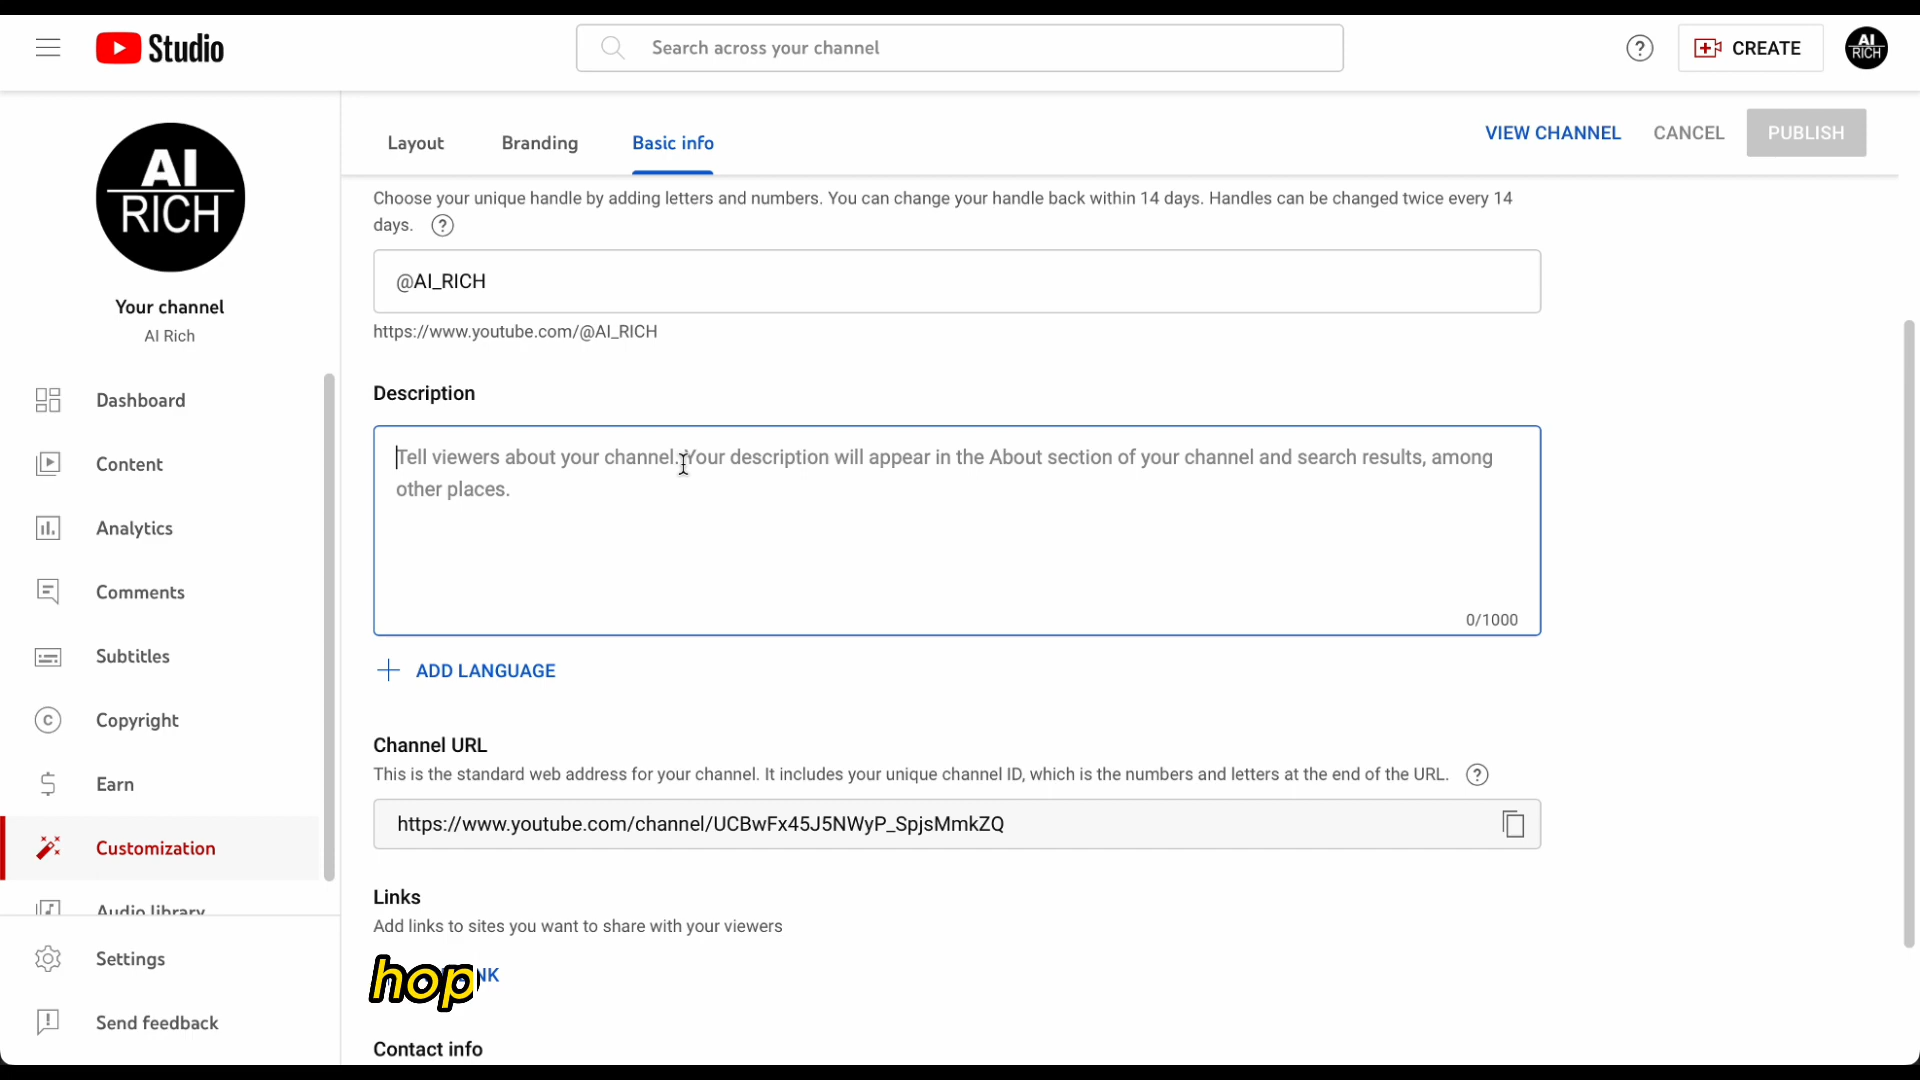 Studio
Search across your channel
?
CREATE
AI
RICH
AI
RICH
Your channel
AI Rich
Dashboard
Content
Analytics
Comments
Subtitles
Copyright
Earn
Customization
Audio library
Settings
Send feedback
Layout
Branding
Basic info
VIEW CHANNEL
CANCEL
PUBLISH
Choose your unique handle by adding letters and numbers. You can change your handle back within 14 days. Handles can be changed twice every 14
days. ?
@AI_RICH
https://www.youtube.com/@AI_RICH
Description
Tell viewers about your channel. Your description will appear in the About section of your channel and search results, among
other places.
0/1000
ADD LANGUAGE
Channel URL
This is the standard web address for your channel. It includes your unique channel ID, which is the numbers and letters at the end of the URL. ?
https://www.youtube.com/channel/UCBwFx45J5NWyP_SpjsMmkZQ
Links
Add links to sites you want to share with your viewers
hop
Contact info